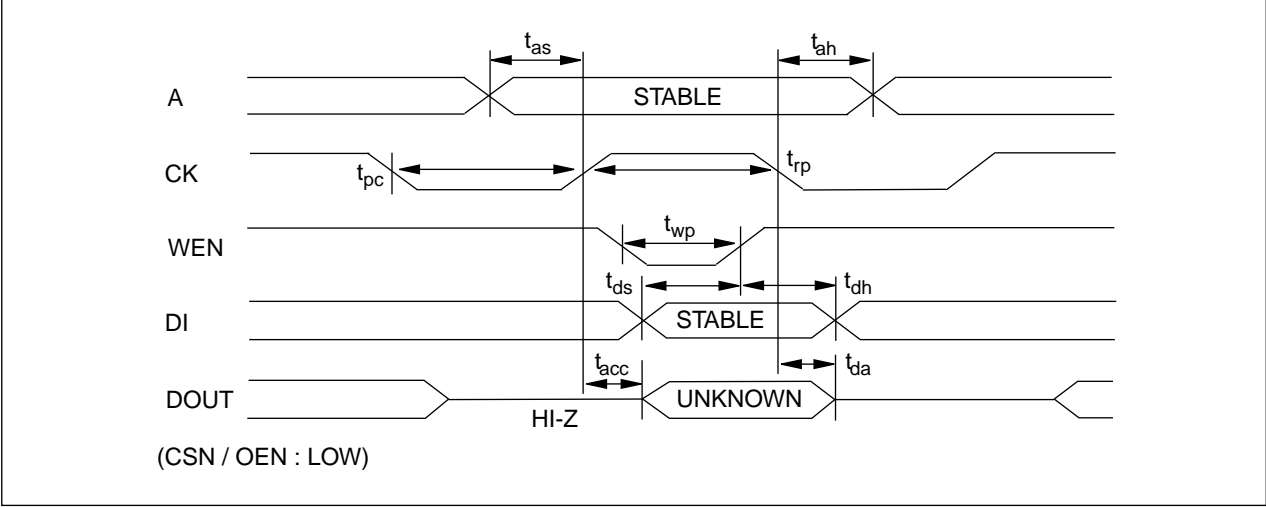 tas tah
A STABLE
CK tpc trp
WEN twp
tds tdh
DI STABLE
tacc tda
DOUT UNKNOWN
HI-Z
(CSN / OEN : LOW)